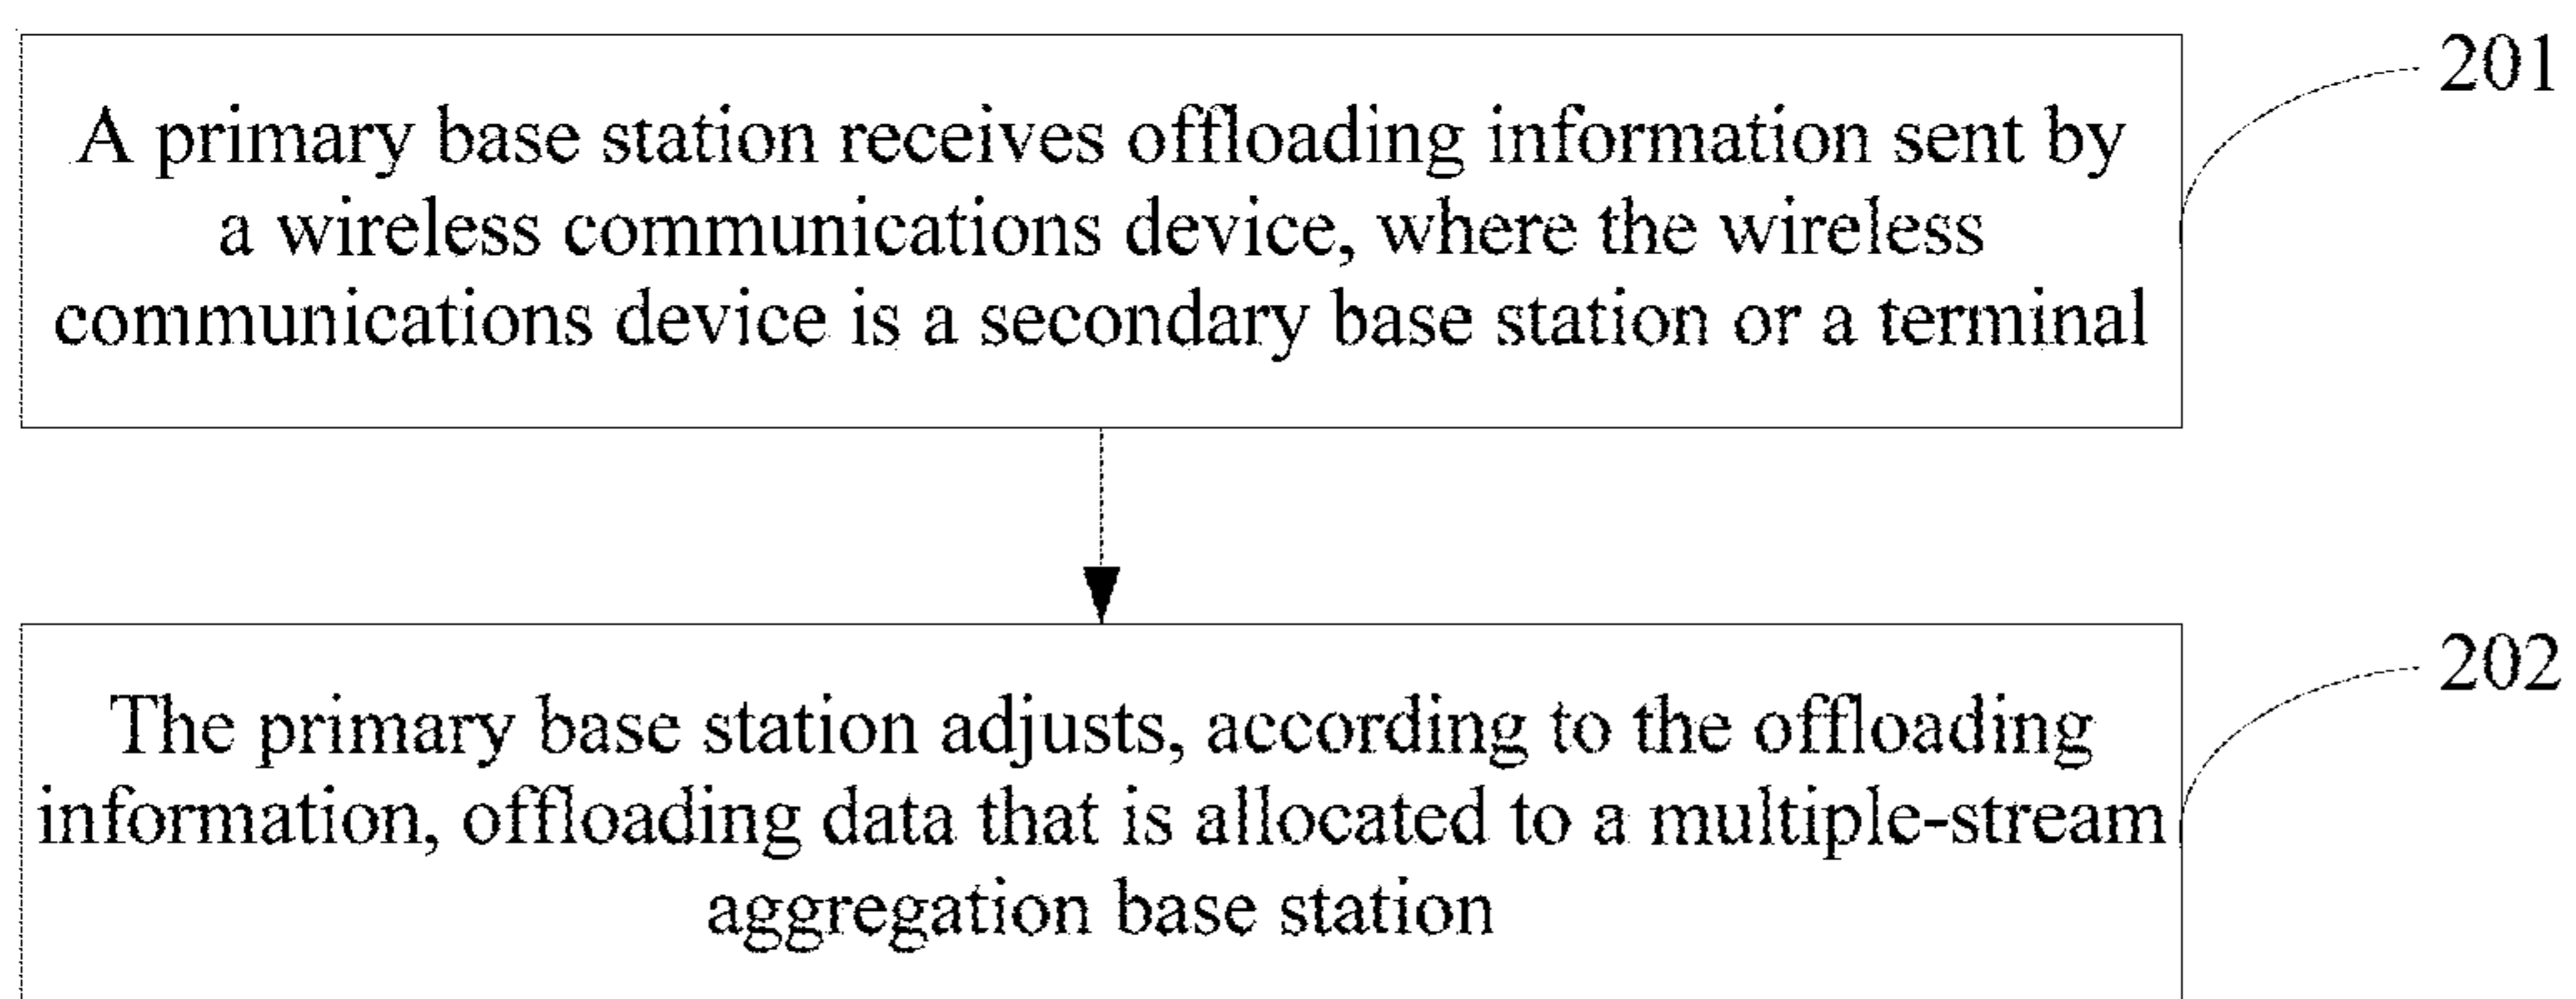 A primary base station receives offloading information sent by
a wireless communications device, where the wireless
communications device is a secondary base station or a terminal
201
The primary base station adjusts, according to the offloading
information, offloading data that is allocated to a multiple-stream
aggregation base station
202